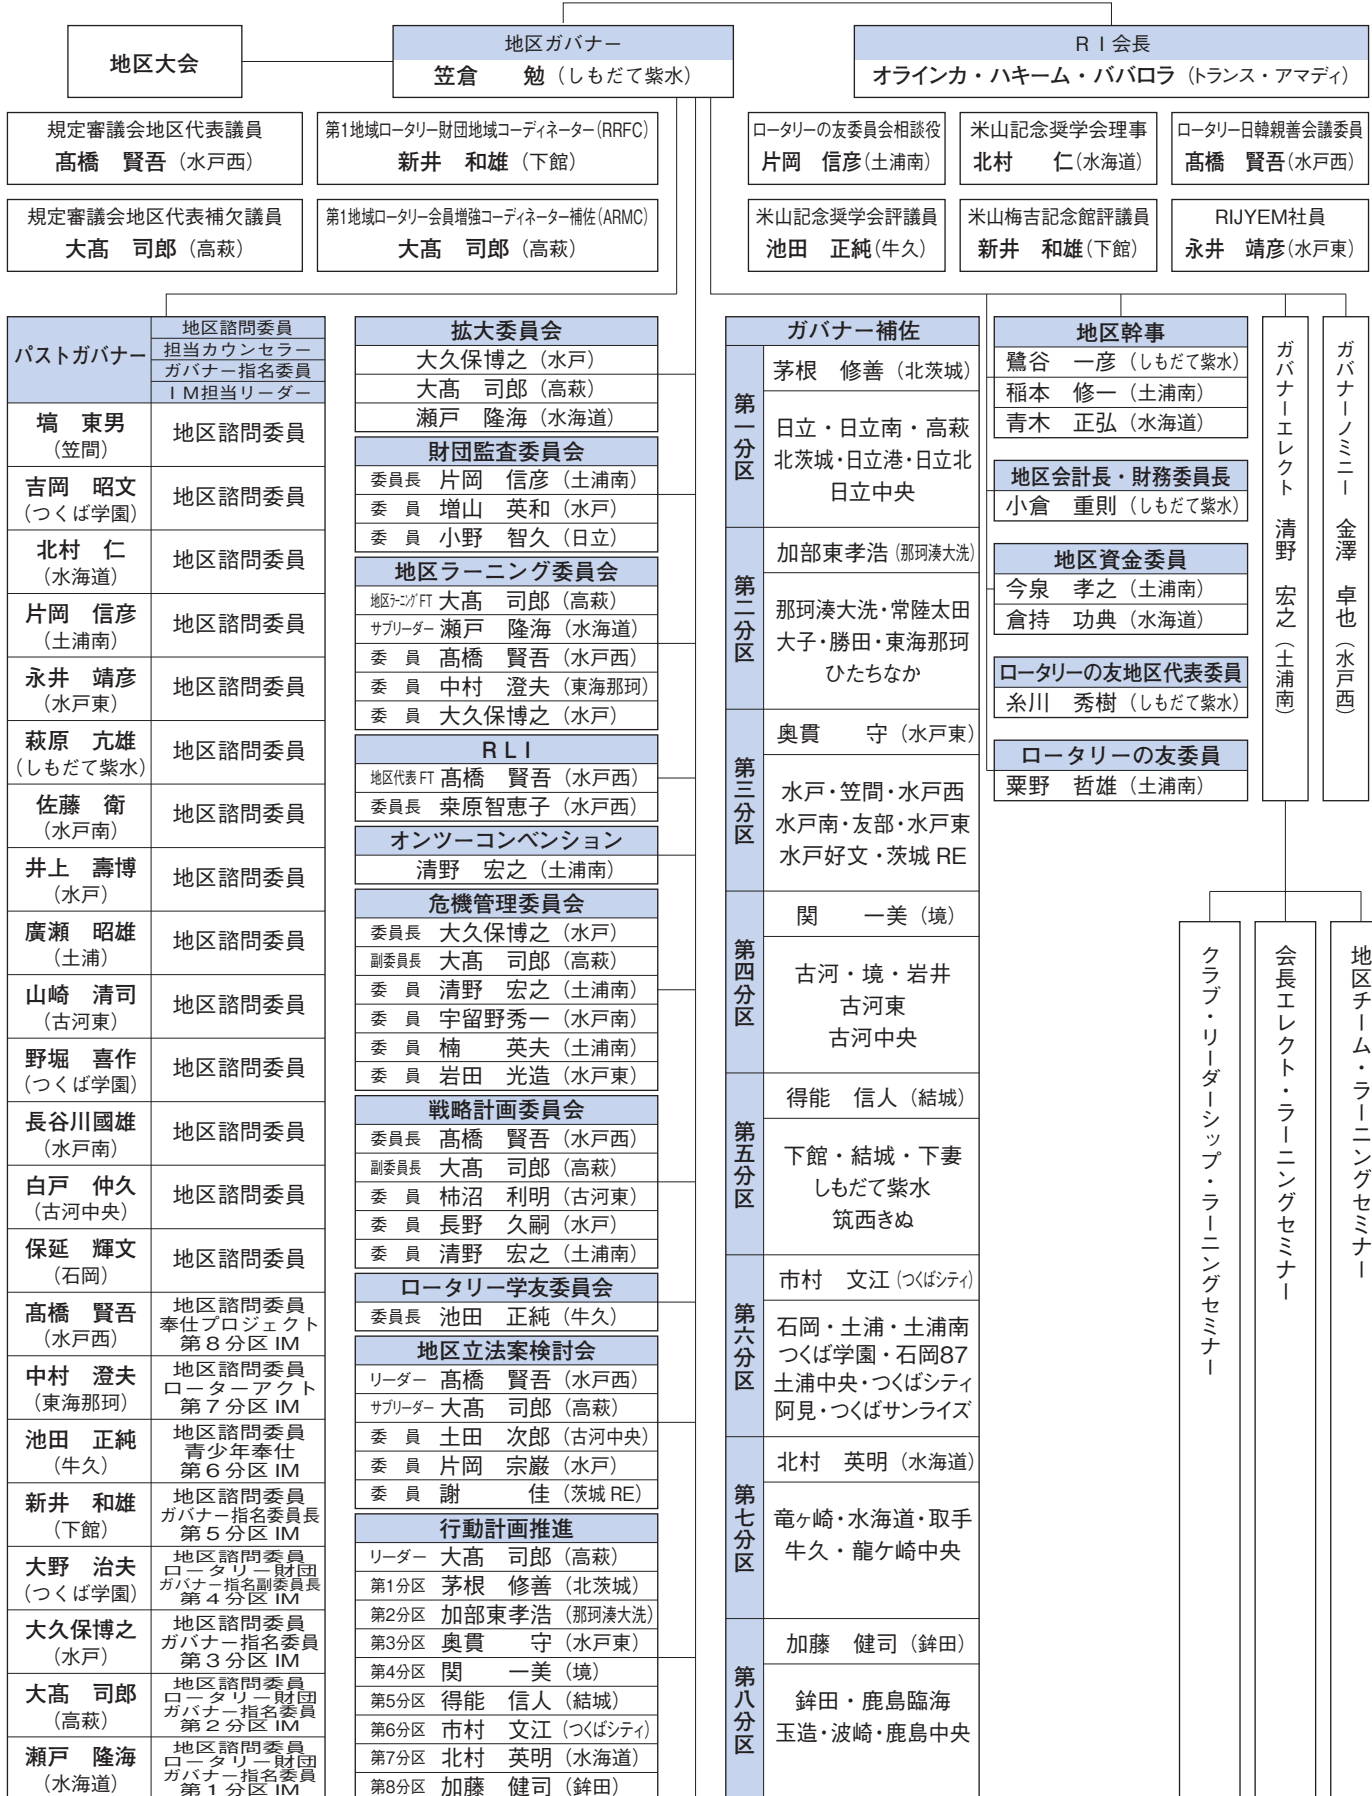 地区大会
地区ガバナー
笠倉　勉（しもだて紫水）
ＲＩ会長
オラインカ・ハキーム・ババロラ（トランス・アマディ）
規定審議会地区代表議員
髙橋　賢吾（水戸西）
第1地域ロータリー財団地域コーディネーター(RRFC)
新井　和雄（下館）
ロータリーの友委員会相談役
片岡　信彦(土浦南)
米山記念奨学会理事
北村　仁(水海道)
ロータリー日韓親善会議委員
髙橋　賢吾(水戸西)
規定審議会地区代表補欠議員
大髙　司郎（高萩）
第1地域ロータリー会員増強コーディネーター補佐(ARMC)
大髙　司郎（高萩）
米山記念奨学会評議員
池田　正純(牛久)
米山梅吉記念館評議員
新井　和雄(下館)
RIJYEM社員
永井　靖彦(水戸東)
パストガバナー
地区諮問委員
担当カウンセラー
ガバナー指名委員
ＩＭ担当リーダー
塙　東男
（笠間）
地区諮問委員
吉岡　昭文
（つくば学園）
地区諮問委員
北村　仁
（水海道）
地区諮問委員
片岡　信彦
（土浦南）
地区諮問委員
永井　靖彦
（水戸東）
地区諮問委員
萩原　亢雄
（しもだて紫水）
地区諮問委員
佐藤　衛
（水戸南）
地区諮問委員
井上　壽博
（水戸）
地区諮問委員
廣瀬　昭雄
（土浦）
地区諮問委員
山崎　清司
（古河東）
地区諮問委員
野堀　喜作
（つくば学園）
地区諮問委員
長谷川國雄
（水戸南）
地区諮問委員
白戸　仲久
（古河中央）
地区諮問委員
保延　輝文
（石岡）
地区諮問委員
髙橋　賢吾
（水戸西）
地区諮問委員
奉仕プロジェクト
第８分区 IM
中村　澄夫
（東海那珂）
地区諮問委員
ローターアクト
第７分区 IM
池田　正純
（牛久）
地区諮問委員
青少年奉仕
第６分区 IM
新井　和雄
（下館）
地区諮問委員
ガバナー指名委員長
第５分区 IM
大野　治夫
（つくば学園）
地区諮問委員
ロータリー財団
ガバナー指名副委員長
第４分区 IM
大久保博之
（水戸）
地区諮問委員
ガバナー指名委員
第３分区 IM
大髙　司郎
（高萩）
地区諮問委員
ロータリー財団
ガバナー指名委員
第２分区 IM
瀬戸　隆海
（水海道）
地区諮問委員
ロータリー財団
ガバナー指名委員
第１分区 IM
拡大委員会
大久保博之（水戸）
大髙　司郎（高萩）
瀬戸　隆海（水海道）
財団監査委員会
委員長　片岡　信彦（土浦南）
委　員　増山　英和（水戸）
委　員　小野　智久（日立）
地区ラーニング委員会
地区ラーニングFT 大髙　司郎（高萩）
サブリーダー 瀬戸　隆海（水海道）
委　員　髙橋　賢吾（水戸西）
委　員　中村　澄夫（東海那珂）
委　員　大久保博之（水戸）
ＲＬＩ
地区代表FT 髙橋　賢吾（水戸西）
委員長　桒原智恵子（水戸西）
オンツーコンベンション
清野　宏之（土浦南）
危機管理委員会
委員長　大久保博之（水戸）
副委員長　大髙　司郎（高萩）
委　員　清野　宏之（土浦南）
委　員　宇留野秀一（水戸南）
委　員　楠　英夫（土浦南）
委　員　岩田　光造（水戸東）
戦略計画委員会
委員長　髙橋　賢吾（水戸西）
副委員長　大髙　司郎（高萩）
委　員　柿沼　利明（古河東）
委　員　長野　久嗣（水戸）
委　員　清野　宏之（土浦南）
ロータリー学友委員会
委員長　池田　正純（牛久）
地区立法案検討会
リーダー　髙橋　賢吾（水戸西）
サブリーダー 大髙　司郎（高萩）
委　員　土田　次郎（古河中央）
委　員　片岡　宗巌（水戸）
委　員　謝　佳（茨城 RE）
行動計画推進
リーダー　大髙　司郎（高萩）
第1分区　茅根　修善（北茨城）
第2分区　加部東孝浩（那珂湊大洗）
第3分区　奥貫　守（水戸東）
第4分区　関　一美（境）
第5分区　得能　信人（結城）
第6分区　市村　文江（つくばシティ）
第7分区　北村　英明（水海道）
第8分区　加藤　健司（鉾田）
ガバナー補佐
第一分区
茅根　修善（北茨城）
日立・日立南・高萩
北茨城・日立港・日立北
日立中央
第二分区
加部東孝浩（那珂湊大洗）
那珂湊大洗・常陸太田
大子・勝田・東海那珂
ひたちなか
第三分区
奥貫　守（水戸東）
水戸・笠間・水戸西
水戸南・友部・水戸東
水戸好文・茨城 RE
第四分区
関　一美（境）
古河・境・岩井
古河東
古河中央
第五分区
得能　信人（結城）
下館・結城・下妻
しもだて紫水
筑西きぬ
第六分区
市村　文江（つくばシティ）
石岡・土浦・土浦南
つくば学園・石岡87
土浦中央・つくばシティ
阿見・つくばサンライズ
第七分区
北村　英明（水海道）
竜ヶ崎・水海道・取手
牛久・龍ケ崎中央
第八分区
加藤　健司（鉾田）
鉾田・鹿島臨海
玉造・波崎・鹿島中央
地区幹事
鷺谷　一彦（しもだて紫水）
稲本　修一（土浦南）
青木　正弘（水海道）
地区会計長・財務委員長
小倉　重則（しもだて紫水）
地区資金委員
今泉　孝之（土浦南）
倉持　功典（水海道）
ロータリーの友地区代表委員
糸川　秀樹（しもだて紫水）
ロータリーの友委員
粟野　哲雄（土浦南）
ガバナーエレクト　清野　宏之（土浦南）
ガバナーノミニー　金澤　卓也（水戸西）
クラブ・リーダーシップ・ラーニングセミナー
会長エレクト・ラーニングセミナー
地区チーム・ラーニングセミナー